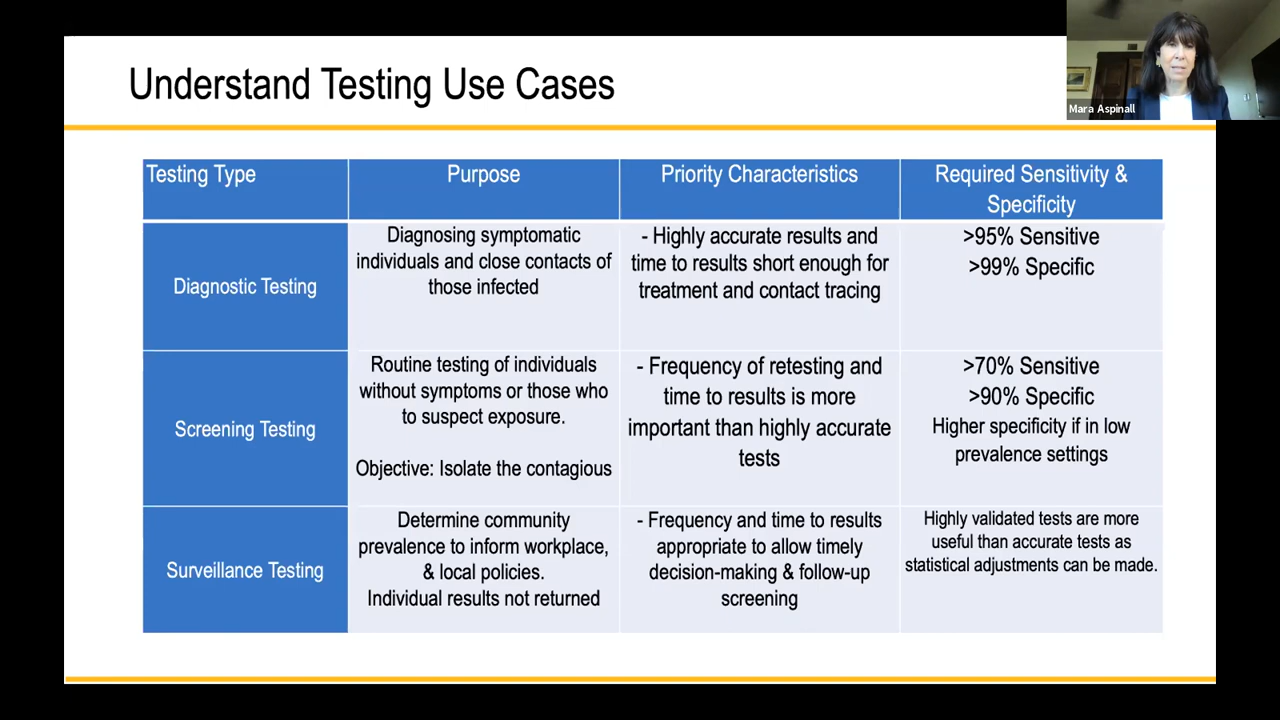 Understand Testing Use Cases
Mara Aspinall
Testing Type
Purpose
Priority Characteristics
Required Sensitivity &
Specificity
Diagnostic Testing
Diagnosing symptomatic
individuals and close contacts of
those infected
- Highly accurate results and
time to results short enough for
treatment and contact tracing
>95% Sensitive
>99% Specific
Screening Testing
Routine testing of individuals
without symptoms or those who
to suspect exposure.
Objective: Isolate the contagious
- Frequency of retesting and
time to results is more
important than highly accurate
tests
>70% Sensitive
>90% Specific
Higher specificity if in low
prevalence settings
Surveillance Testing
Determine community
prevalence to inform workplace,
& local policies.
Individual results not returned
- Frequency and time to results
appropriate to allow timely
decision-making & follow-up
screening
Highly validated tests are more
useful than accurate tests as
statistical adjustments can be made.